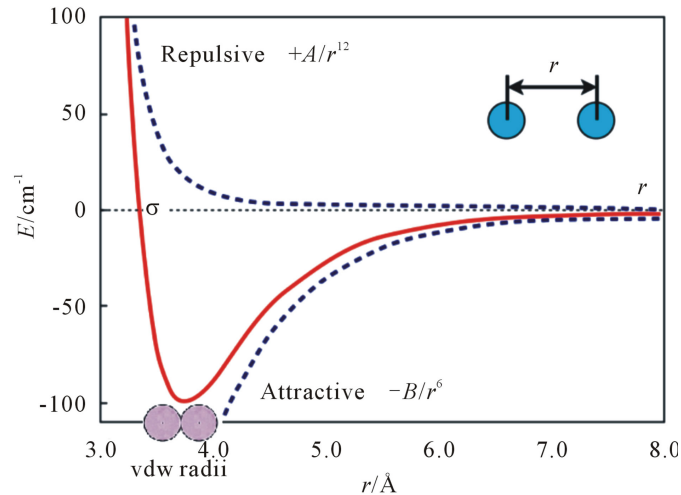 100
50
0
-50
-100
E/cm⁻¹
Repulsive +A/r¹²
r
r
σ
Attractive −B/r⁶
3.0 4.0 5.0 6.0 7.0 8.0
vdw radii
r/Å